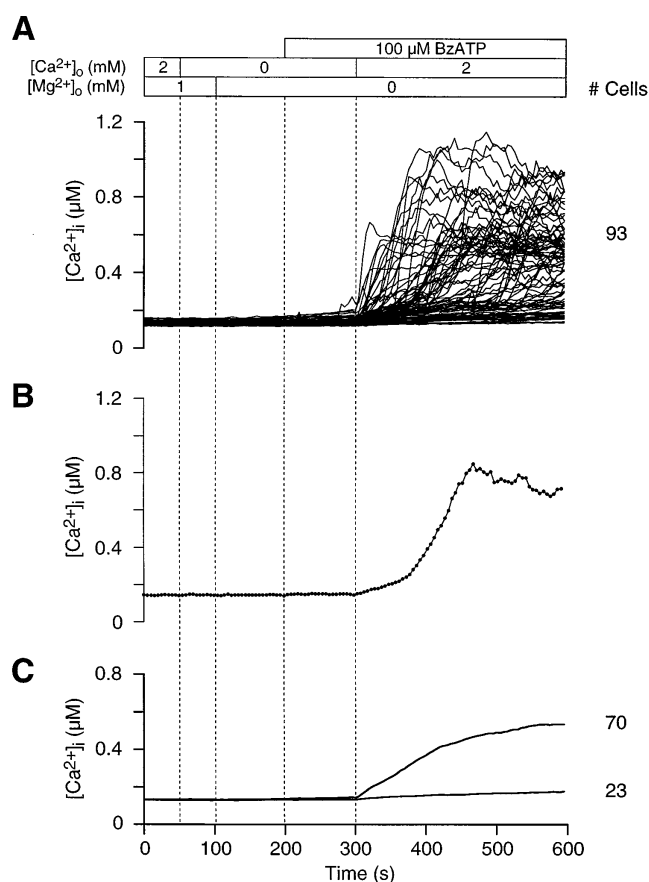 A
100 µM BzATP
[Ca2+]o (mM) 2 0 2
[Mg2+]o (mM) 1 0 # Cells
1.2
0.8
0.4
0
[Ca2+]i (µM)
93
B
1.2
0.8
0.4
0
[Ca2+]i (µM)
C
0.8
0.4
0
[Ca2+]i (µM)
70
23
0 100 200 300 400 500 600
Time (s)